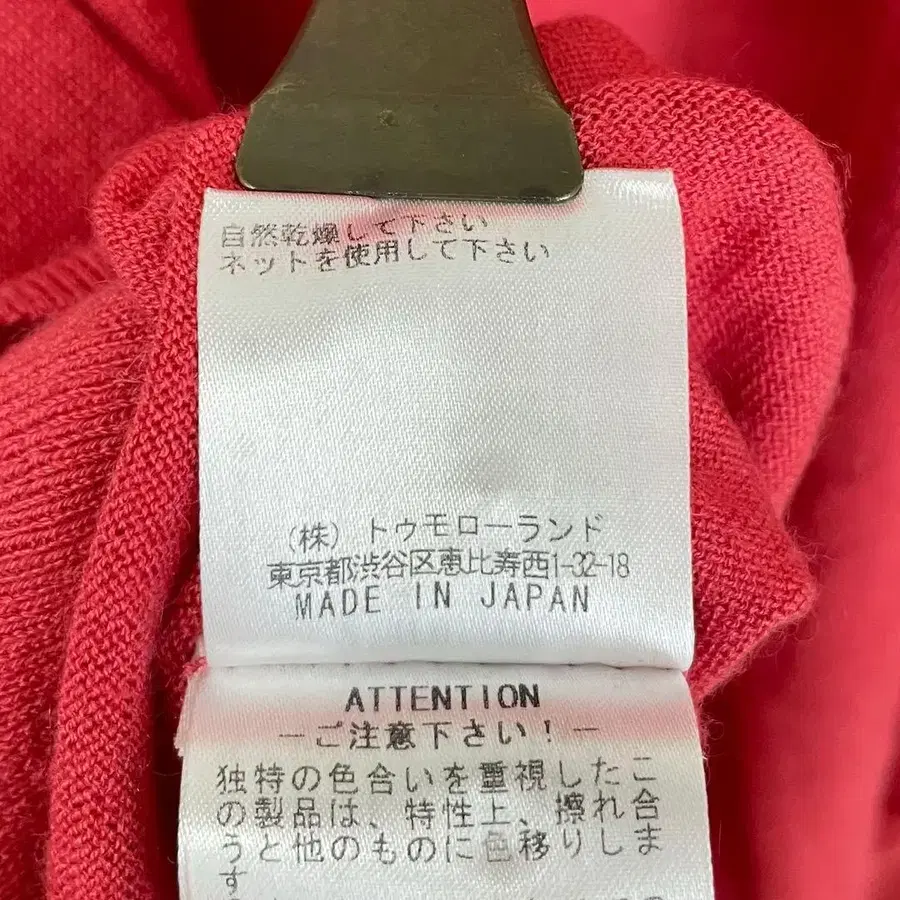 自然乾燥して下さい
ネットを使用して下さい
(株) トゥモローランド
東京都渋谷区恵比寿西1-32-18
MADE IN JAPAN
ATTENTION
－ご注意下さい！－
独特の色合いを重視したこ
の製品は、特性上、擦れ合
うと他のものに色移りしま
す